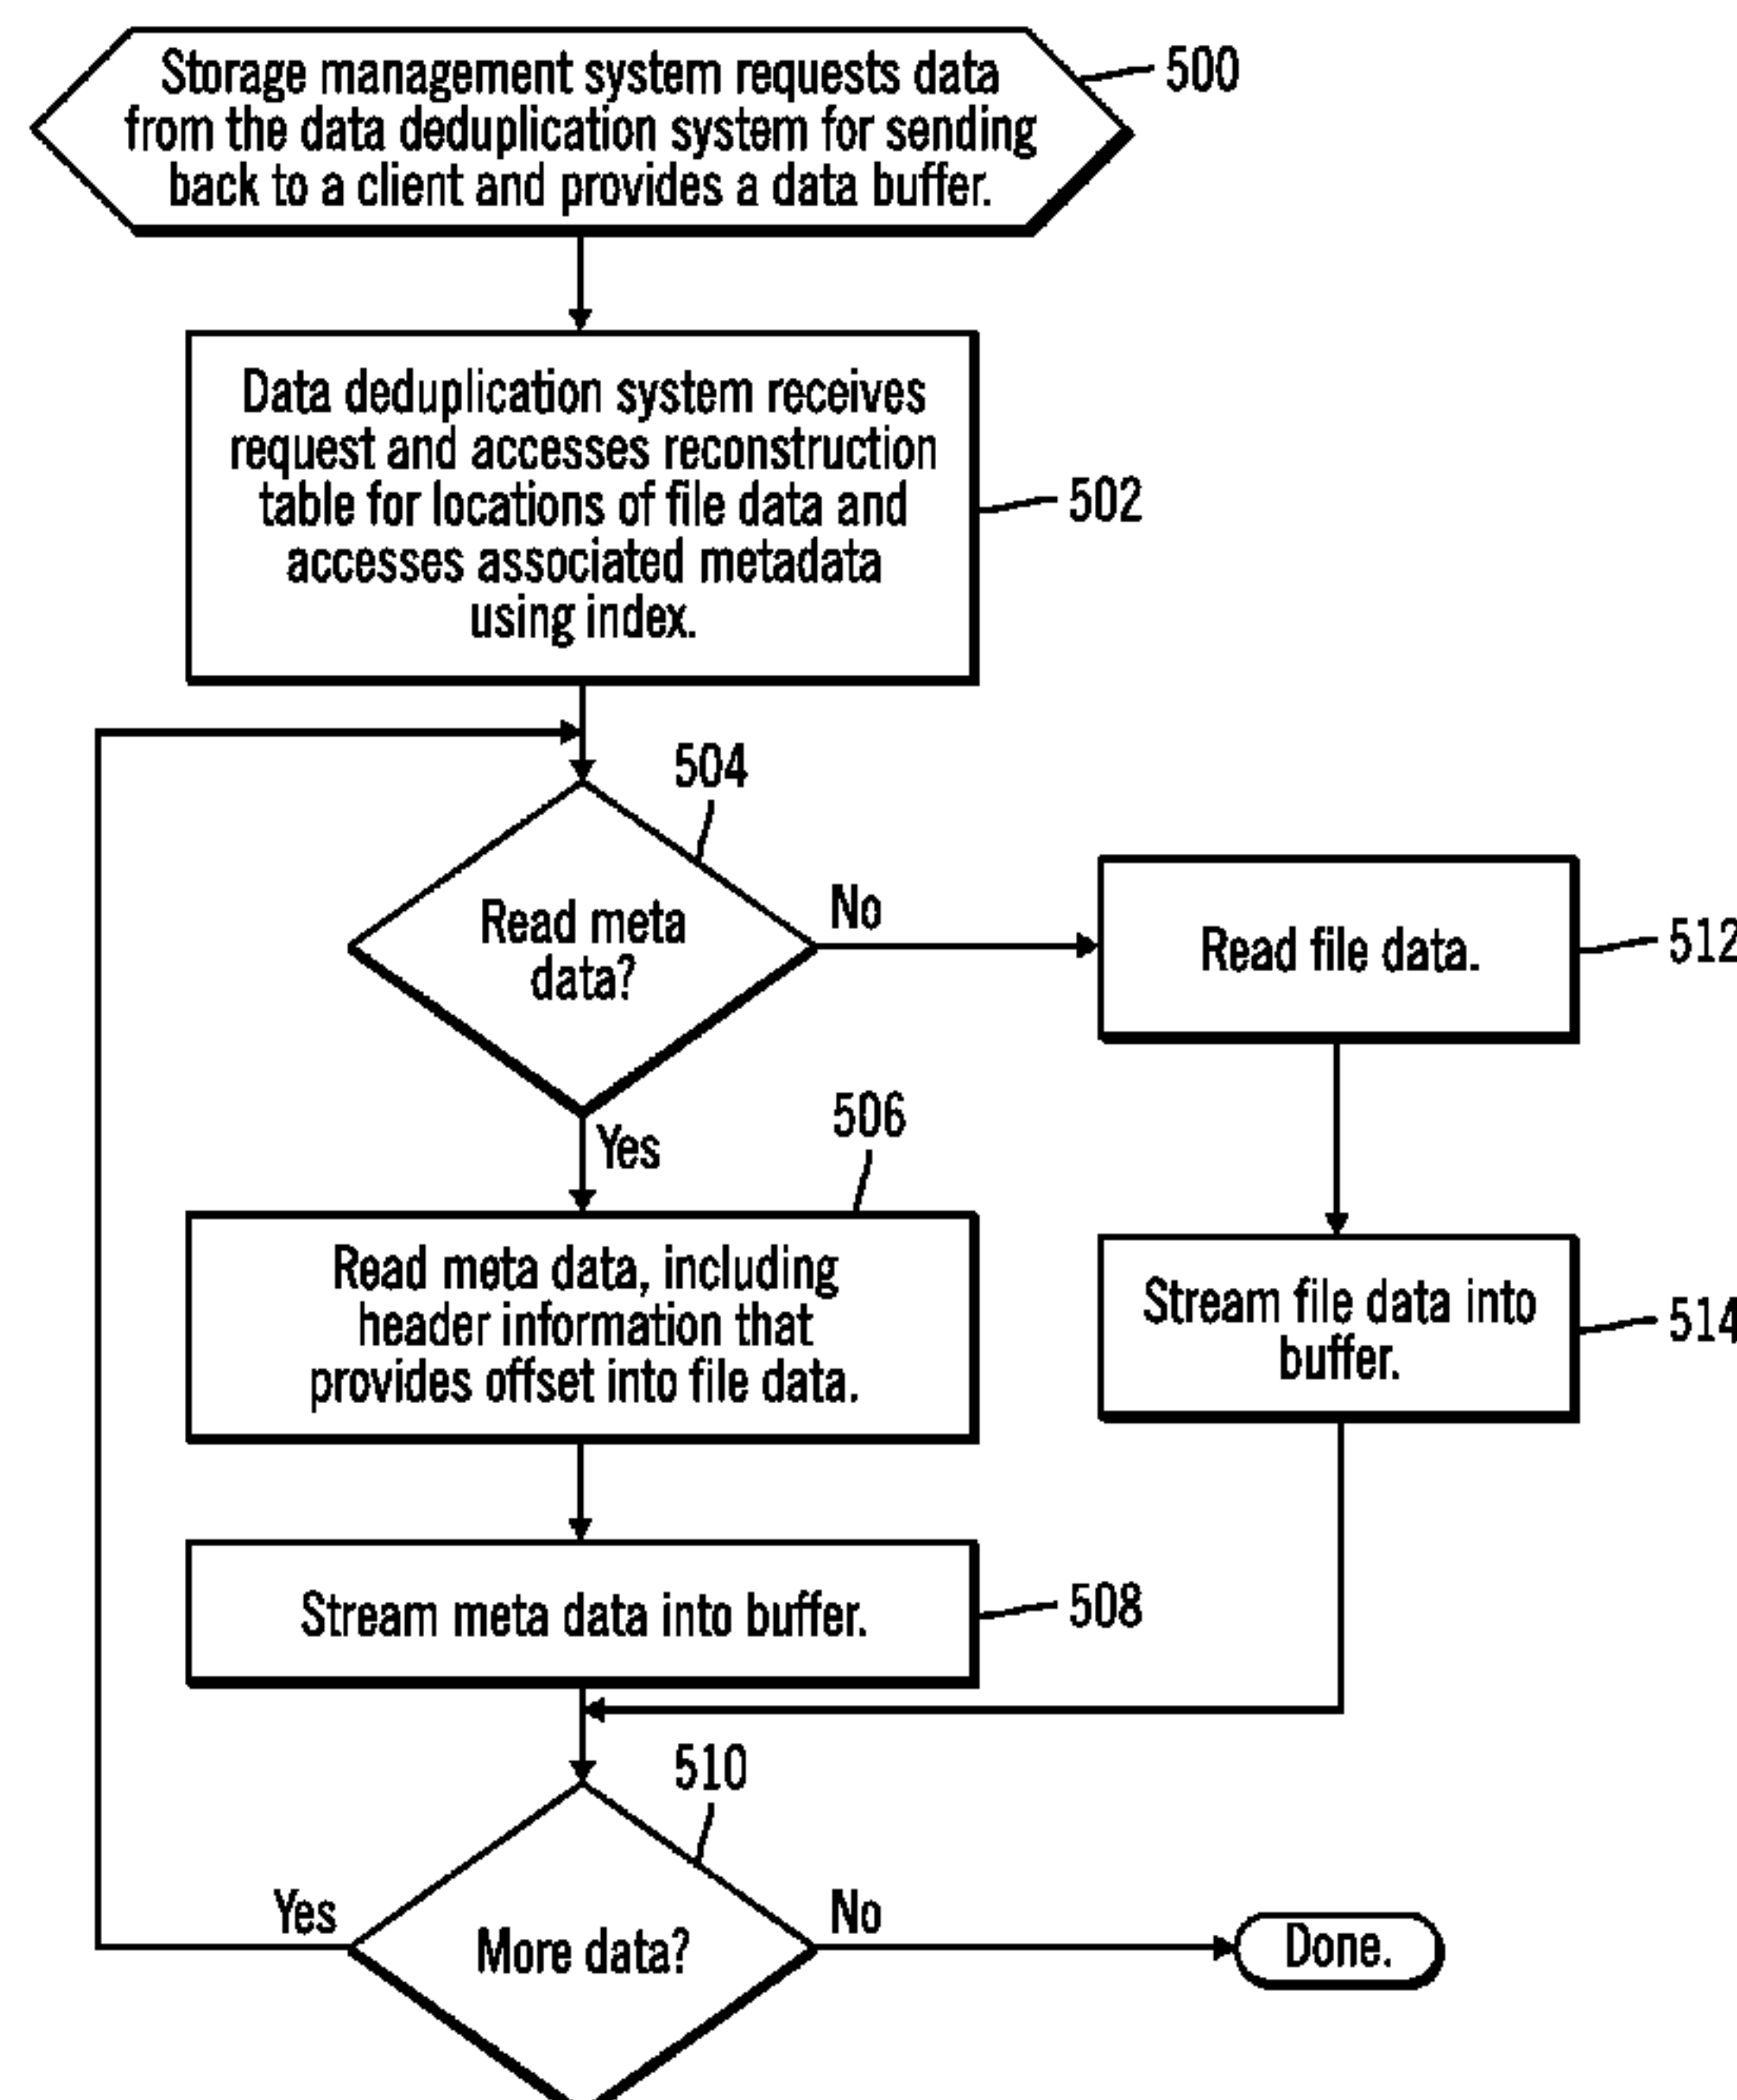 Storage management system requests data
from the data deduplication system for sending
back to a client and provides a data buffer.
500
Data deduplication system receives
request and accesses reconstruction
table for locations of file data and
accesses associated metadata
using index.
502
504
Read meta
data?
No
Yes
Read file data.
512
506
Read meta data, including
header information that
provides offset into file data.
Stream file data into
buffer.
514
Stream meta data into buffer.
508
510
More data?
Yes
No
Done.